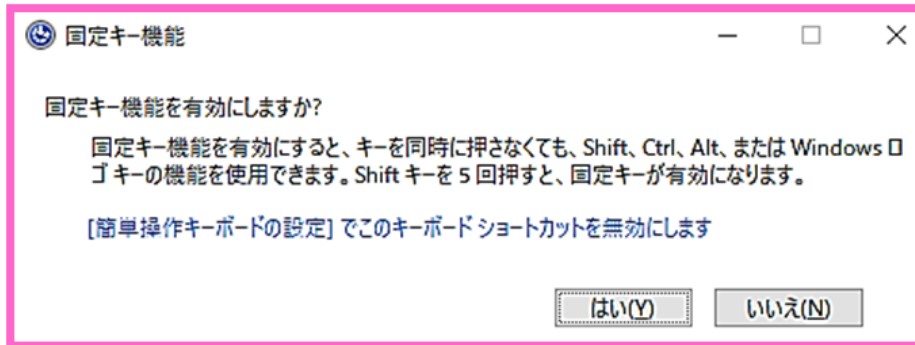 固定キー機能
固定キー機能を有効にしますか?
固定キー機能を有効にすると、キーを同時に押さなくても、Shift、Ctrl、Alt、または Windows ロ
ゴ キーの機能を使用できます。Shift キーを 5 回押すと、固定キーが有効になります。
[簡単操作キーボードの設定] でこのキーボード ショートカットを無効にします
はい(Y) いいえ(N)